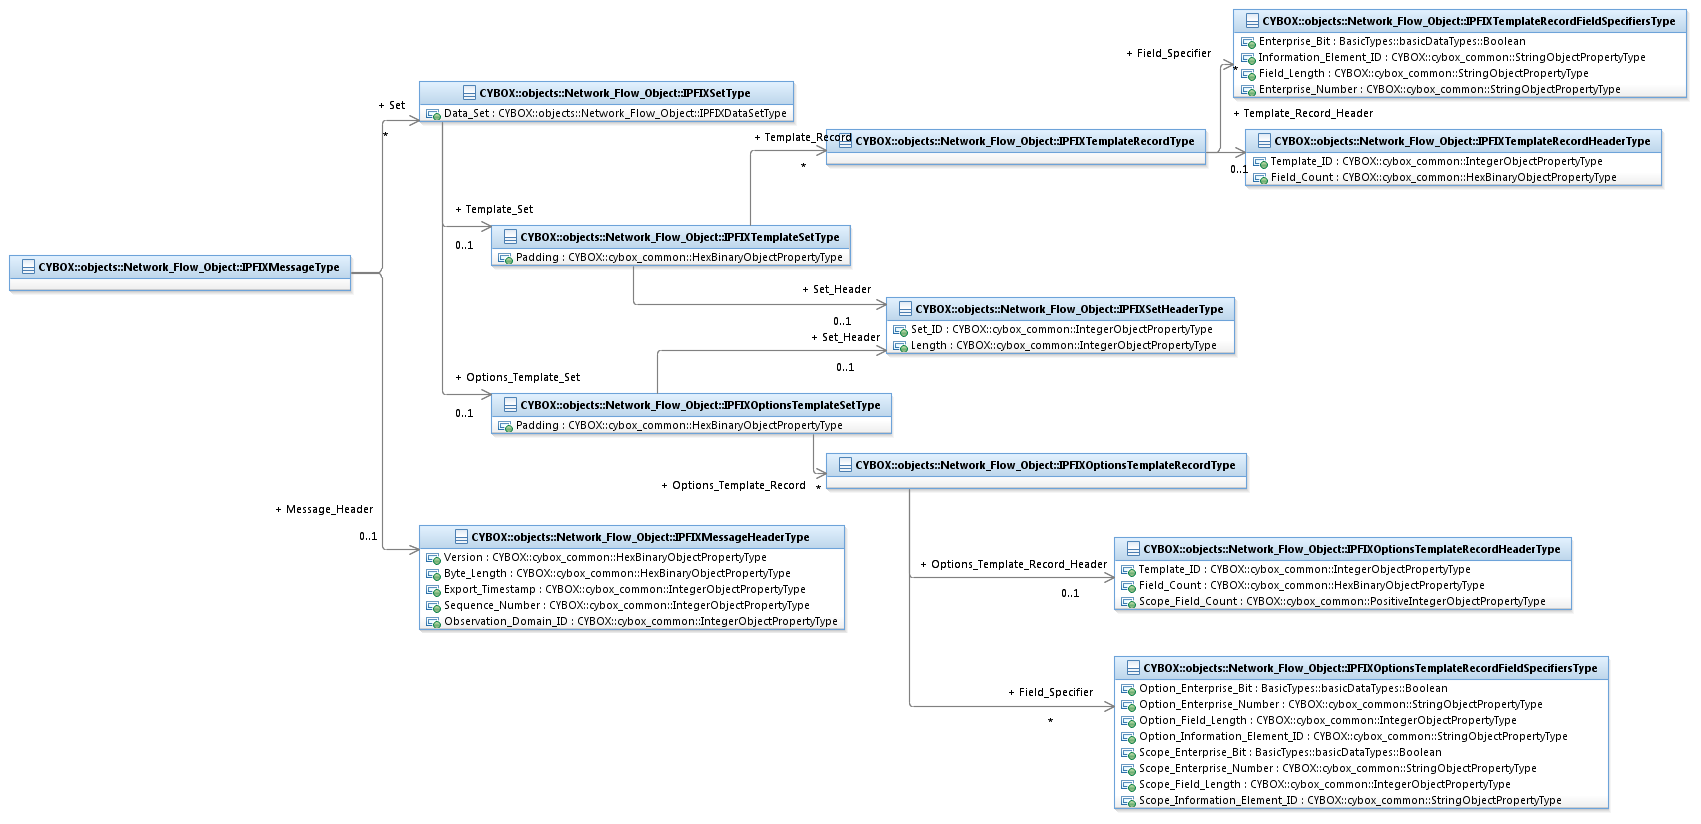 CYBOX::objects::Network_Flow_Object::IPFIXTemplateRecordFieldSpecifiersType
Enterprise_Bit : BasicTypes::basicDataTypes::Boolean
Information_Element_ID : CYBOX::cybox_common::StringObjectPropertyType
Field_Length : CYBOX::cybox_common::StringObjectPropertyType
Enterprise_Number : CYBOX::cybox_common::StringObjectPropertyType
+ Field_Specifier
*
+ Set
*
CYBOX::objects::Network_Flow_Object::IPFIXSetType
Data_Set : CYBOX::objects::Network_Flow_Object::IPFIXDataSetType
+ Template_Record
*
CYBOX::objects::Network_Flow_Object::IPFIXTemplateRecordType
+ Template_Record_Header
0..1
CYBOX::objects::Network_Flow_Object::IPFIXTemplateRecordHeaderType
Template_ID : CYBOX::cybox_common::IntegerObjectPropertyType
Field_Count : CYBOX::cybox_common::HexBinaryObjectPropertyType
+ Template_Set
0..1
CYBOX::objects::Network_Flow_Object::IPFIXTemplateSetType
Padding : CYBOX::cybox_common::HexBinaryObjectPropertyType
CYBOX::objects::Network_Flow_Object::IPFIXMessageType
+ Set_Header
0..1
CYBOX::objects::Network_Flow_Object::IPFIXSetHeaderType
Set_ID : CYBOX::cybox_common::IntegerObjectPropertyType
Length : CYBOX::cybox_common::IntegerObjectPropertyType
+ Set_Header
0..1
+ Options_Template_Set
0..1
CYBOX::objects::Network_Flow_Object::IPFIXOptionsTemplateSetType
Padding : CYBOX::cybox_common::HexBinaryObjectPropertyType
CYBOX::objects::Network_Flow_Object::IPFIXOptionsTemplateRecordType
+ Options_Template_Record
*
+ Message_Header
0..1
CYBOX::objects::Network_Flow_Object::IPFIXMessageHeaderType
Version : CYBOX::cybox_common::HexBinaryObjectPropertyType
Byte_Length : CYBOX::cybox_common::HexBinaryObjectPropertyType
Export_Timestamp : CYBOX::cybox_common::IntegerObjectPropertyType
Sequence_Number : CYBOX::cybox_common::IntegerObjectPropertyType
Observation_Domain_ID : CYBOX::cybox_common::IntegerObjectPropertyType
+ Options_Template_Record_Header
0..1
CYBOX::objects::Network_Flow_Object::IPFIXOptionsTemplateRecordHeaderType
Template_ID : CYBOX::cybox_common::IntegerObjectPropertyType
Field_Count : CYBOX::cybox_common::HexBinaryObjectPropertyType
Scope_Field_Count : CYBOX::cybox_common::PositiveIntegerObjectPropertyType
+ Field_Specifier
*
CYBOX::objects::Network_Flow_Object::IPFIXOptionsTemplateRecordFieldSpecifiersType
Option_Enterprise_Bit : BasicTypes::basicDataTypes::Boolean
Option_Enterprise_Number : CYBOX::cybox_common::StringObjectPropertyType
Option_Field_Length : CYBOX::cybox_common::IntegerObjectPropertyType
Option_Information_Element_ID : CYBOX::cybox_common::StringObjectPropertyType
Scope_Enterprise_Bit : BasicTypes::basicDataTypes::Boolean
Scope_Enterprise_Number : CYBOX::cybox_common::StringObjectPropertyType
Scope_Field_Length : CYBOX::cybox_common::IntegerObjectPropertyType
Scope_Information_Element_ID : CYBOX::cybox_common::StringObjectPropertyType